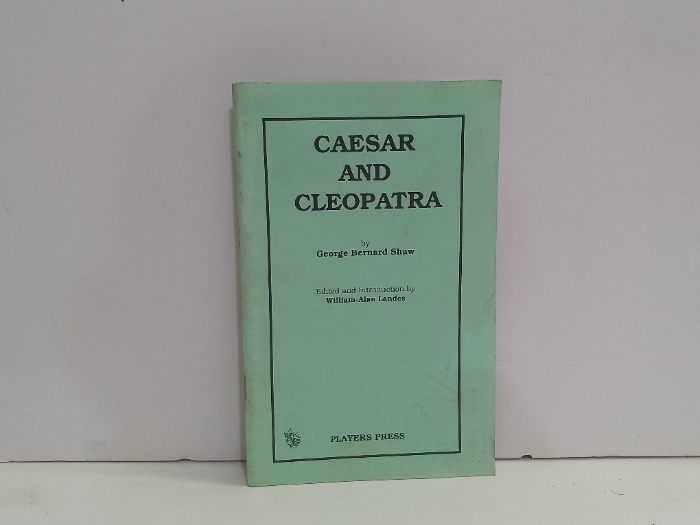 CAESAR
AND
CLEOPATRA
by
George Bernard Shaw
Edited and Introduction by
William-Alan Landes
PLAYERS PRESS